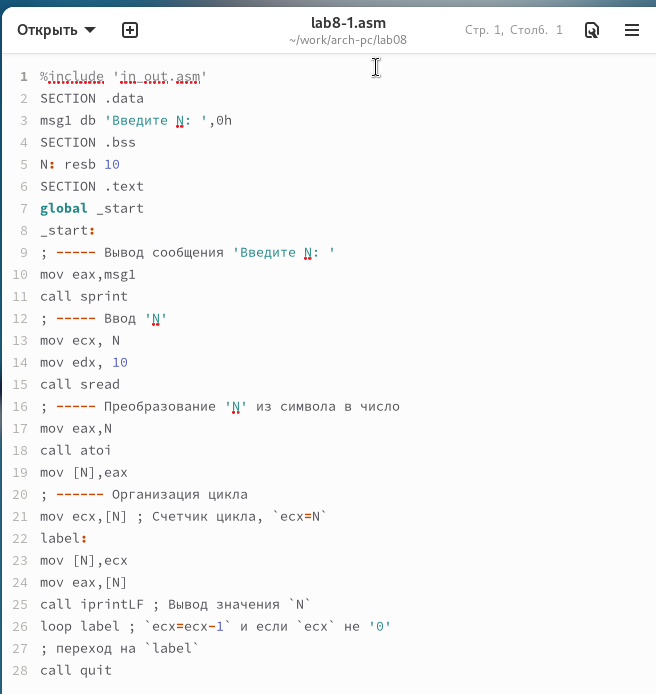 Открыть
lab8-1.asm
~/work/arch-pc/lab08
Стр. 1, Столб. 1
1 %include 'in_out.asm'
2 SECTION .data
3 msg1 db 'Введите N: ',0h
4 SECTION .bss
5 N: resb 10
6 SECTION .text
7 global _start
8 _start:
9 ; ----- Вывод сообщения 'Введите N: '
10 mov eax,msg1
11 call sprint
12 ; ----- Ввод 'N'
13 mov ecx, N
14 mov edx, 10
15 call sread
16 ; ----- Преобразование 'N' из символа в число
17 mov eax,N
18 call atoi
19 mov [N],eax
20 ; ------ Организация цикла
21 mov ecx,[N] ; Счетчик цикла, `ecx=N`
22 label:
23 mov [N],ecx
24 mov eax,[N]
25 call iprintLF ; Вывод значения `N`
26 loop label ; `ecx=ecx-1` и если `ecx` не '0'
27 ; переход на `label`
28 call quit